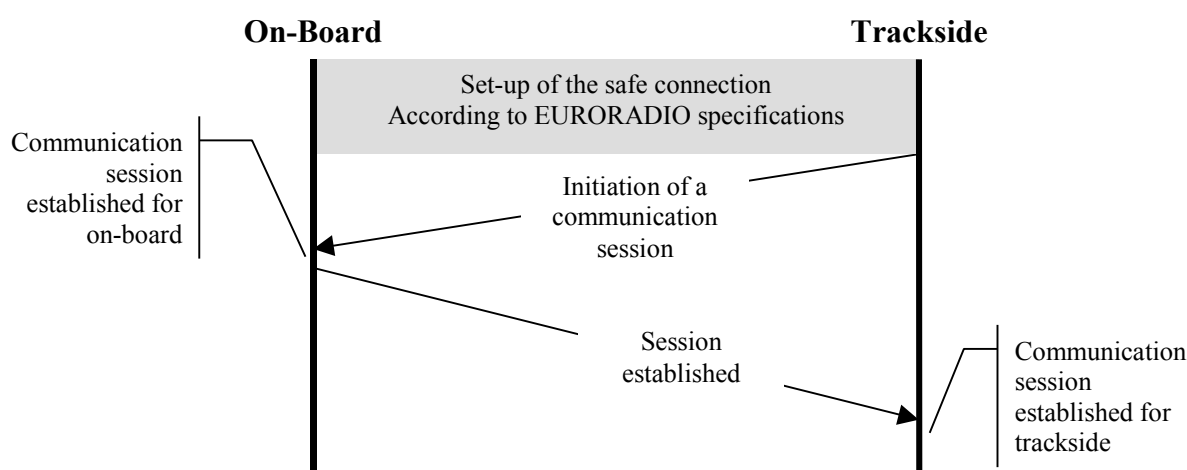 On-Board
Trackside
Set-up of the safe connection
According to EURORADIO specifications
Communication
session
established for
on-board
Initiation of a
communication
session
Session
established
Communication
session
established for
trackside